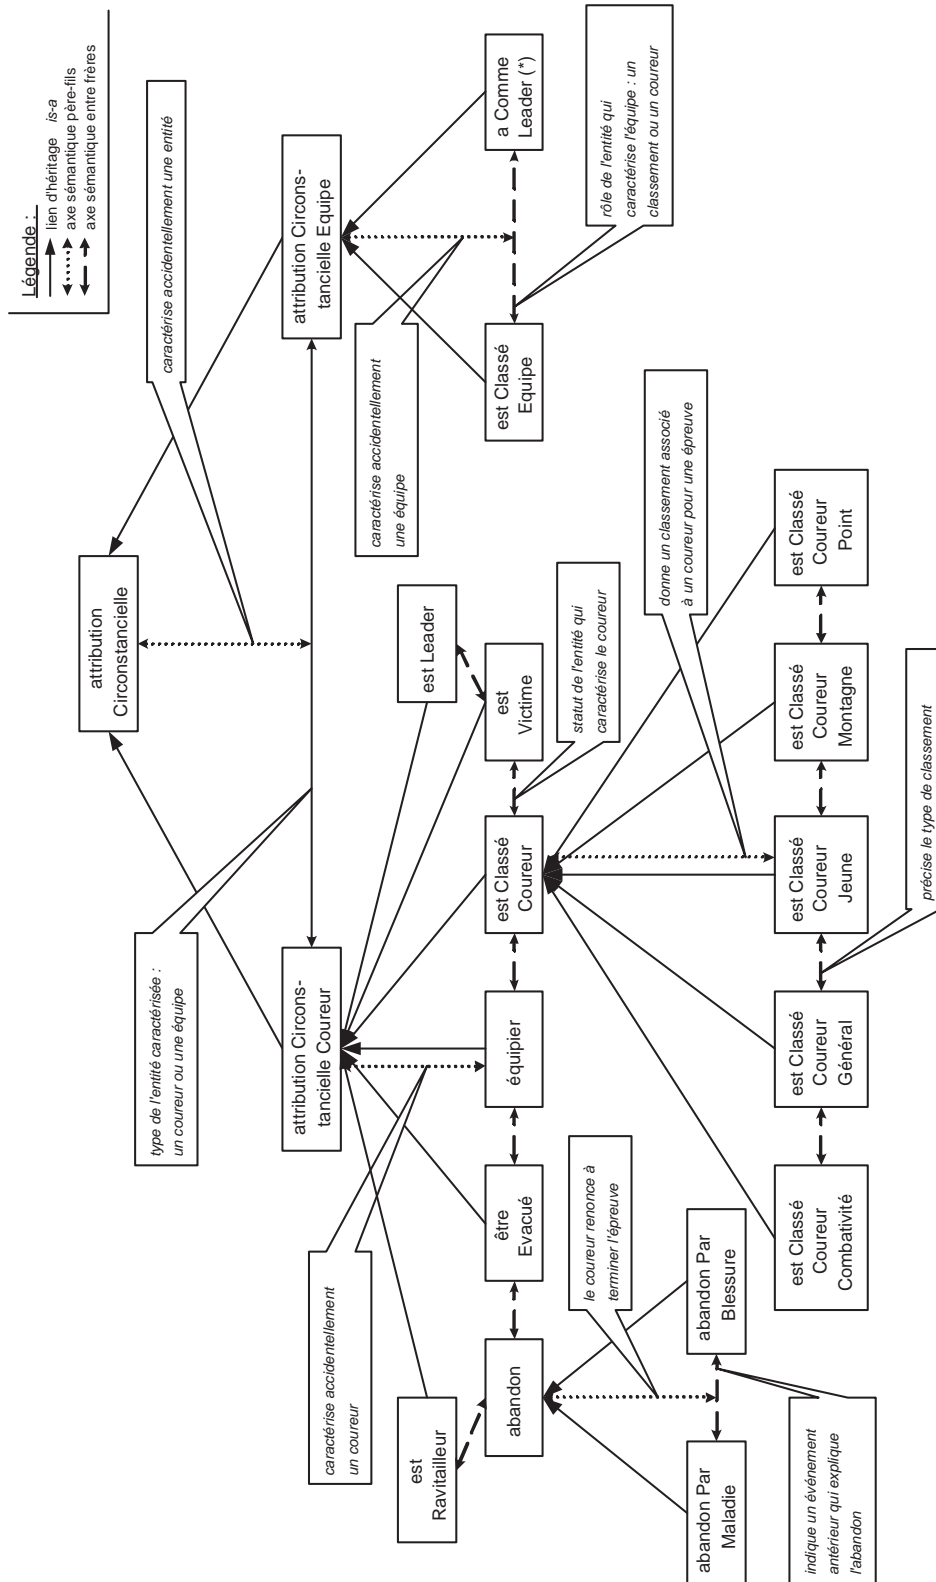 Légende :
lien d'héritage is-a
axe sémantique père-fils
axe sémantique entre frères
caractérise accidentellement une entité
attribution
Circonstancielle
type de l'entité caractérisée :
un coureur ou une équipe
attribution Circons-
tancielle Coureur
attribution Circons-
tancielle Equipe
caractérise accidentellement
un coureur
caractérise accidentellement
une équipe
est
Ravitailleur
est Leader
abandon
être
Evacué
équipier
est Classé
Coureur
est
Victime
est Classé
Equipe
a Comme
Leader (*)
le coureur renonce à
terminer l'épreuve
statut de l'entité qui
caractérise le coureur
rôle de l'entité qui
caractérise l'équipe : un
classement ou un coureur
donne un classement associé
à un coureur pour une épreuve
abandon Par
Maladie
abandon Par
Blessure
est Classé
Coureur
Combativité
est Classé
Coureur
Général
est Classé
Coureur
Jeune
est Classé
Coureur
Montagne
est Classé
Coureur
Point
indique un événement
antérieur qui explique
l'abandon
précise le type de classement